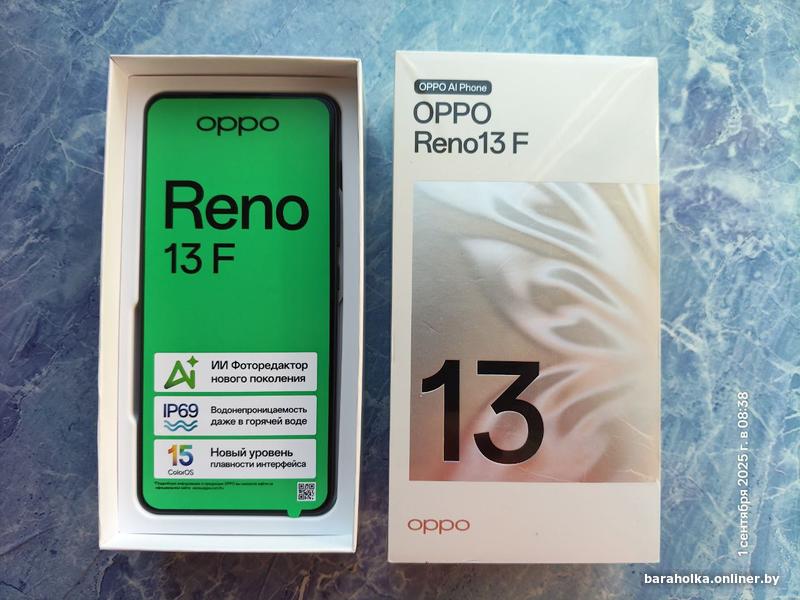 oppo
Reno
13 F
Ai
ИИ Фоторедактор
нового поколения
IP69
Водонепроницаемость
даже в горячей воде
15
ColorOS
Новый уровень
плавности интерфейса
OPPO AI Phone
OPPO
Reno13 F
13
oppo
1 сентября 2025 г. в 08:38
baraholka.onliner.by